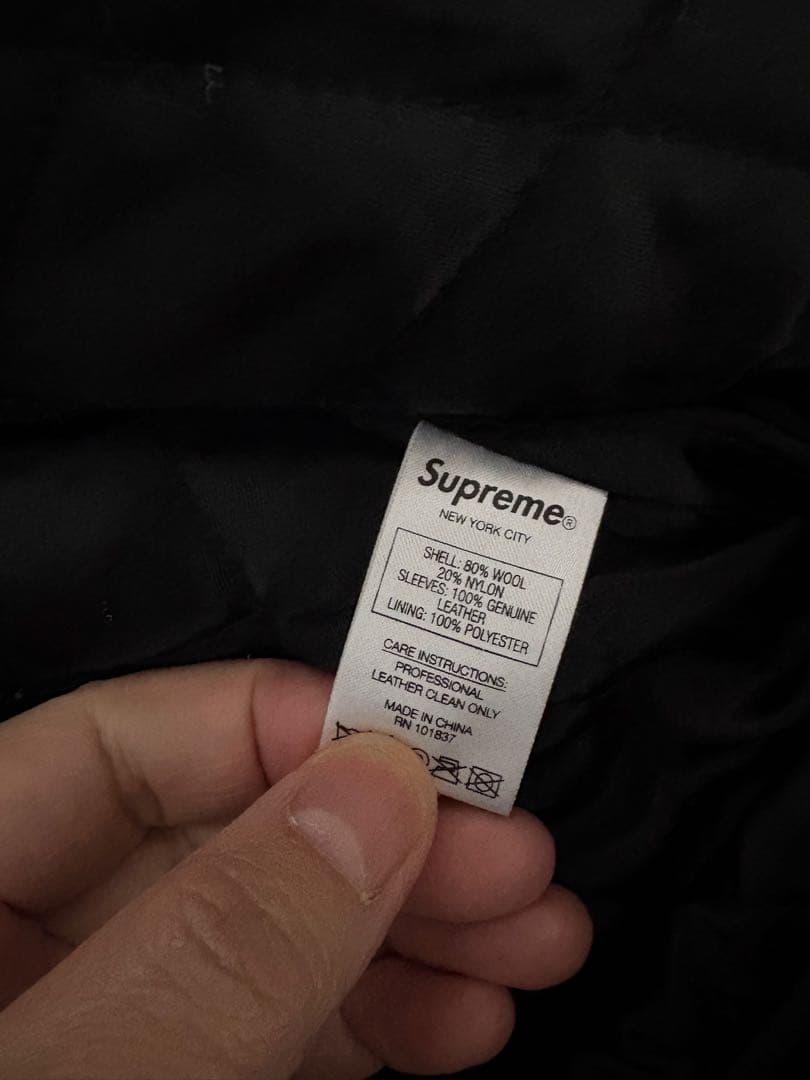 Supreme®
NEW YORK CITY
SHELL: 80% WOOL
20% NYLON
SLEEVES: 100% GENUINE
LEATHER
LINING: 100% POLYESTER
CARE INSTRUCTIONS:
PROFESSIONAL
LEATHER CLEAN ONLY
MADE IN CHINA
RN 101837